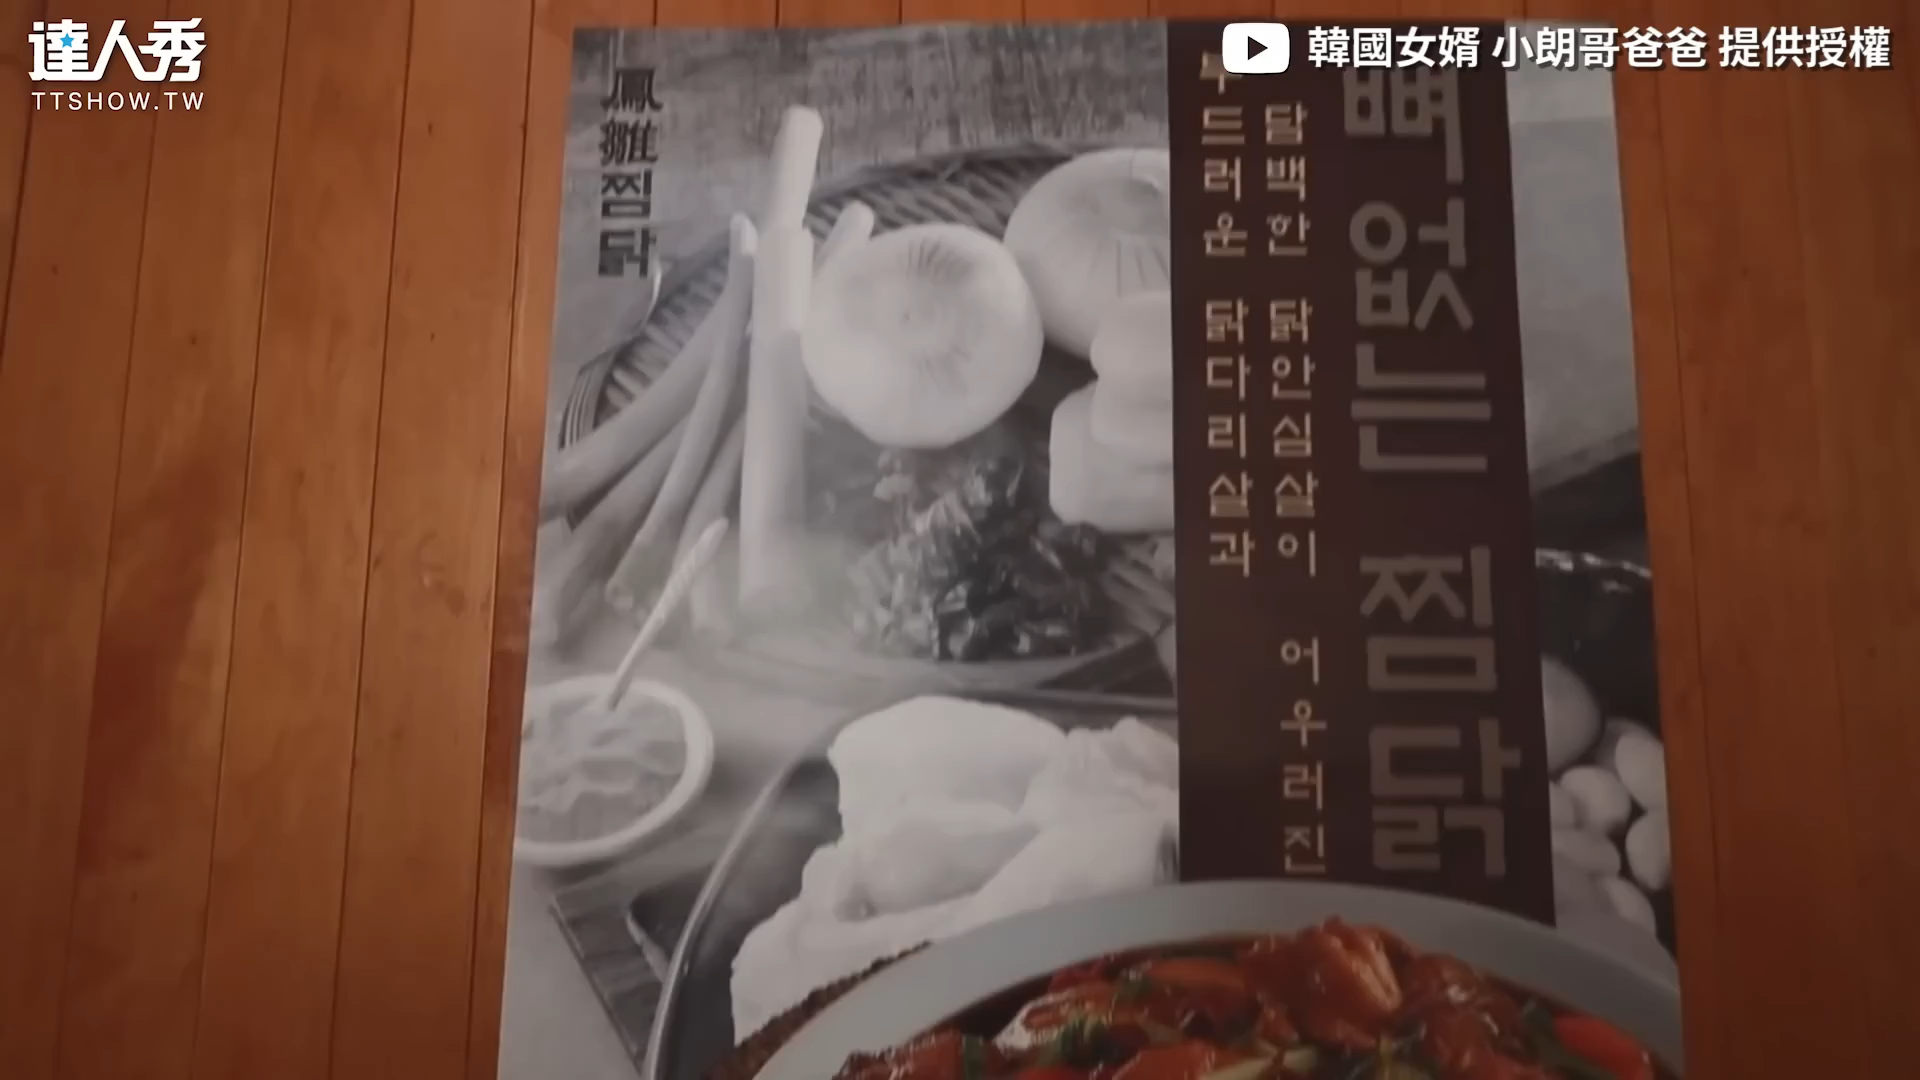 達人秀
TTSHOW.TW
韓國女婿 小朗哥爸爸 提供授權
鳳雛찜닭
뼈 없는 찜닭
부드러운 닭다리살과
담백한 닭안심살이 어우러진